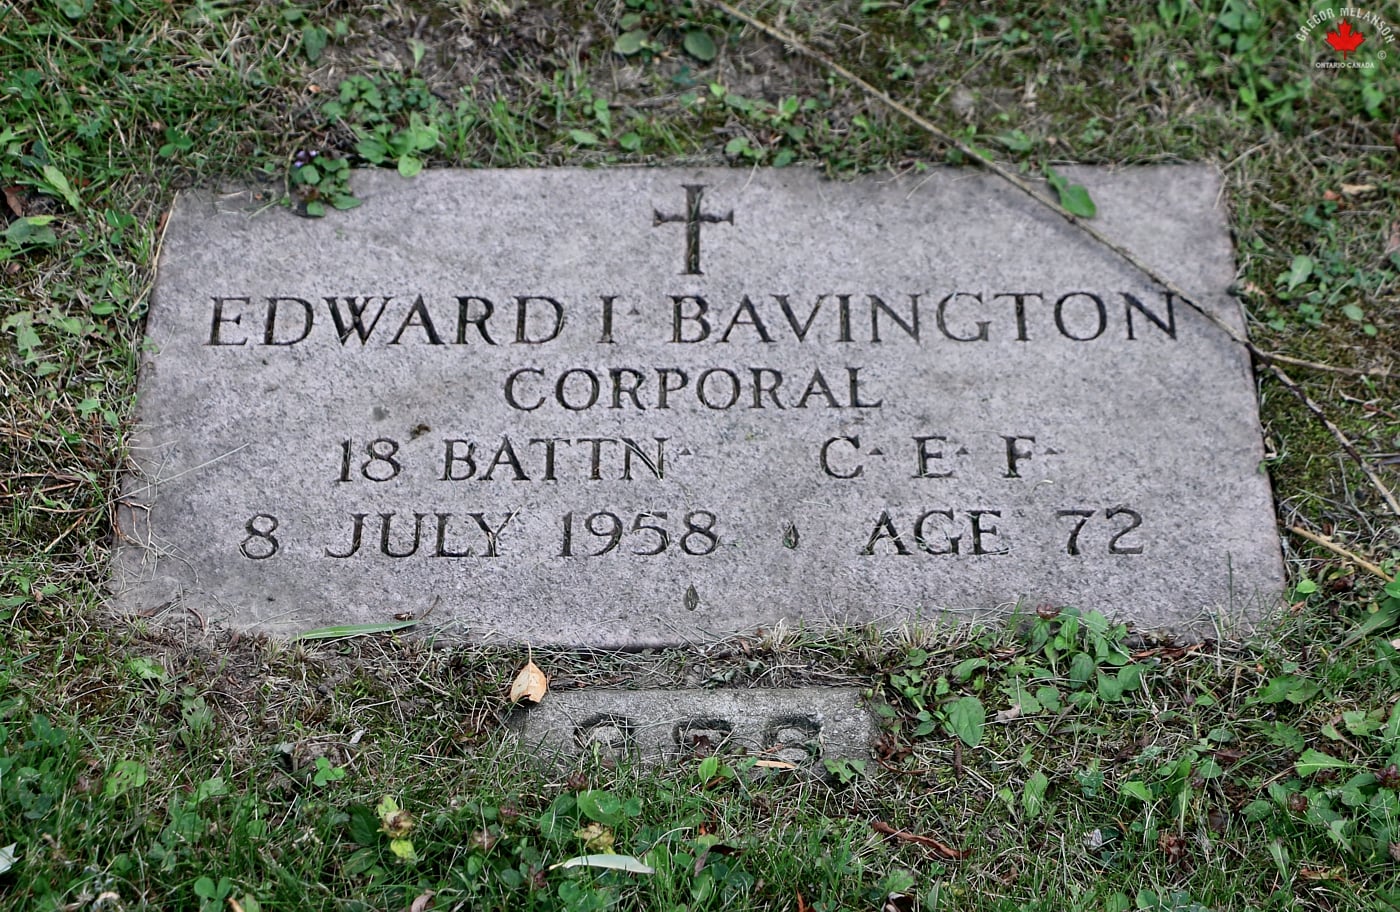 GREGOR MELANSON ©
ONTARIO CANADA
EDWARD I. BAVINGTON
CORPORAL
18 BATTN. C. E. F.
8 JULY 1958 AGE 72